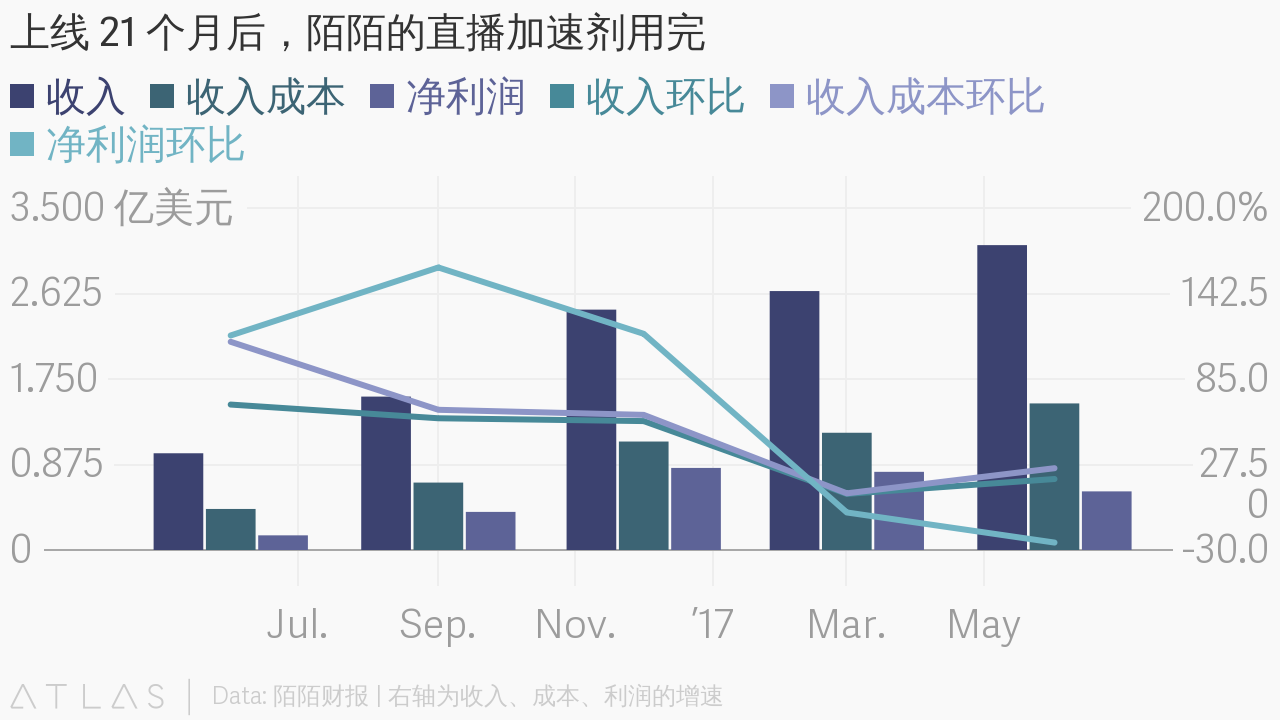 上线 21 个月后，陌陌的直播加速剂用完
收入 收入成本 净利润 收入环比 收入成本环比
净利润环比
3.500 亿美元 200.0%
2.625 142.5
1.750 85.0
0.875 27.5
0
0 -30.0
Jul. Sep. Nov. ’17 Mar. May
ATLAS | Data: 陌陌财报 | 右轴为收入、成本、利润的增速